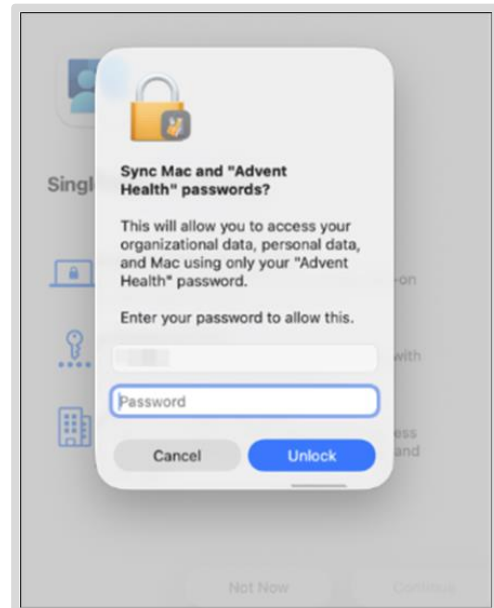 Singl
Sync Mac and "Advent
Health" passwords?
This will allow you to access your
organizational data, personal data,
and Mac using only your "Advent
Health" password.
-on
Enter your password to allow this.
with
Password
ess
and
Cancel
Unlock
Not Now
Continue